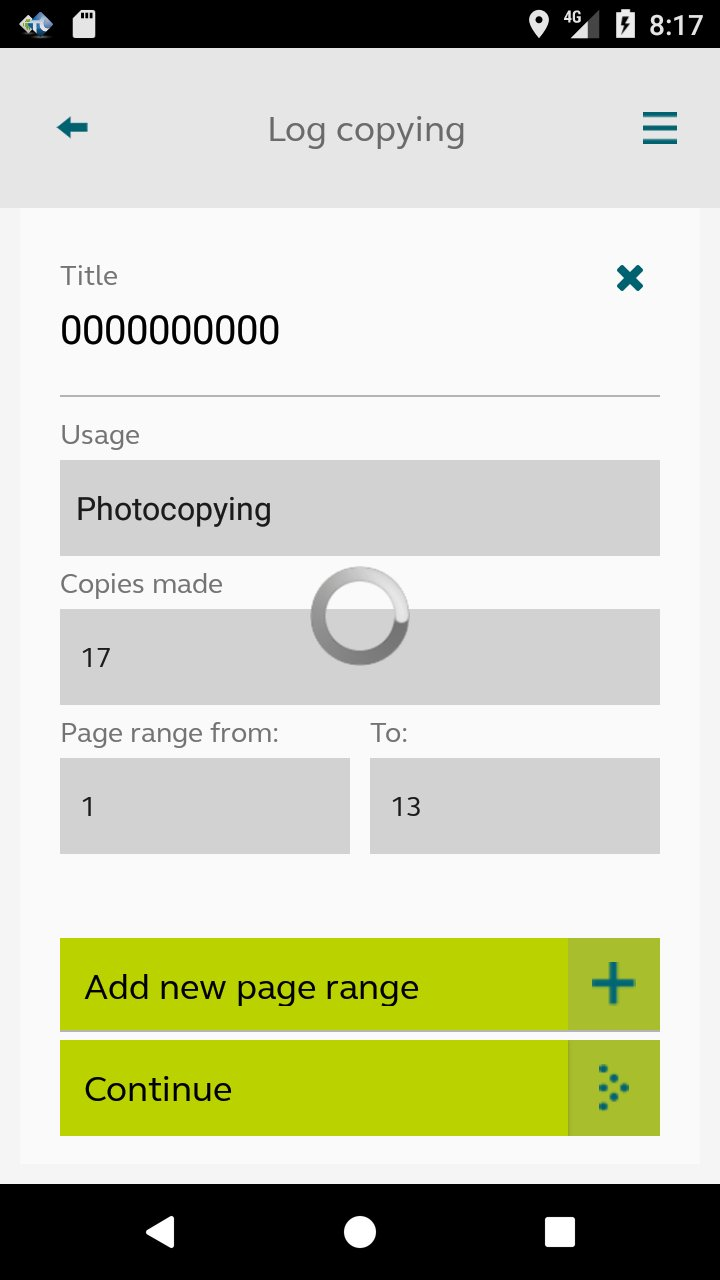 4G 8:17
Log copying
Title
0000000000
Usage
Photocopying
Copies made
17
Page range from: To:
1 13
Add new page range
Continue